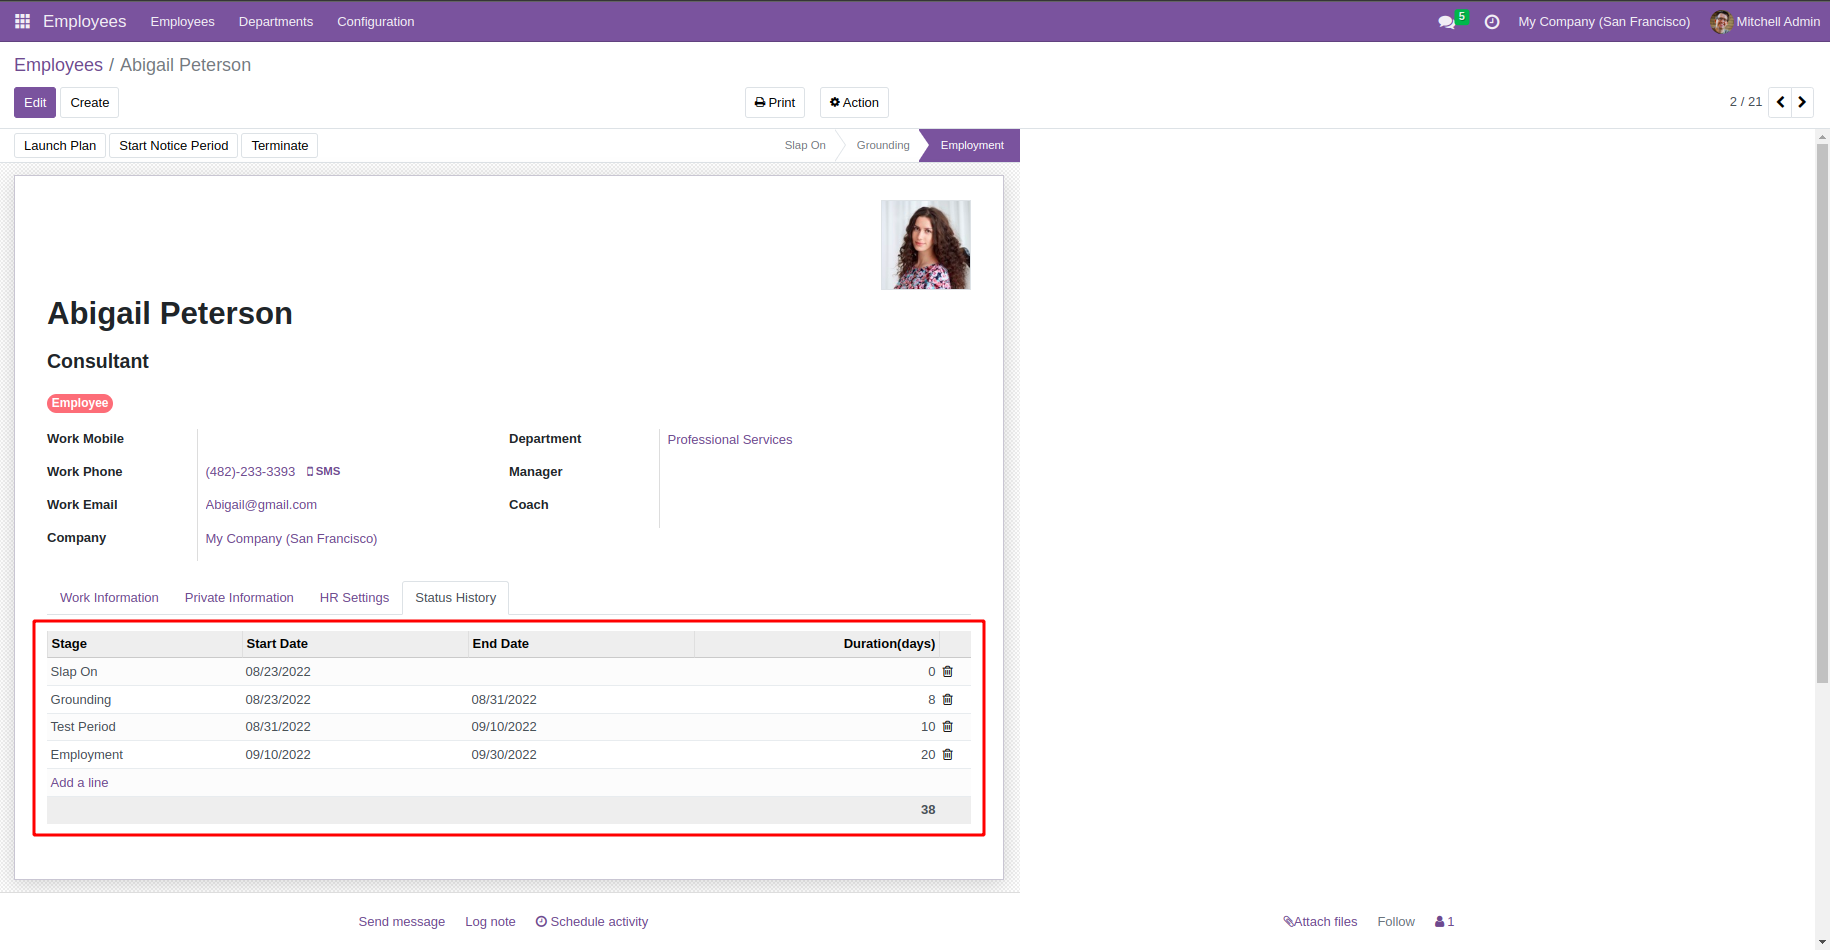 Employees Employees Departments Configuration 5 My Company (San Francisco) Mitchell Admin
Employees / Abigail Peterson
Edit Create Print Action 2 / 21
Launch Plan Start Notice Period Terminate Slap On Grounding Employment
Abigail Peterson
Consultant
Employee
Work Mobile Department Professional Services
Work Phone (482)-233-3393 SMS Manager
Work Email Abigail@gmail.com Coach
Company My Company (San Francisco)
Work Information Private Information HR Settings Status History
Stage Start Date End Date Duration(days)
Slap On 08/23/2022 0
Grounding 08/23/2022 08/31/2022 8
Test Period 08/31/2022 09/10/2022 10
Employment 09/10/2022 09/30/2022 20
Add a line
38
Send message Log note Schedule activity Attach files Follow 1